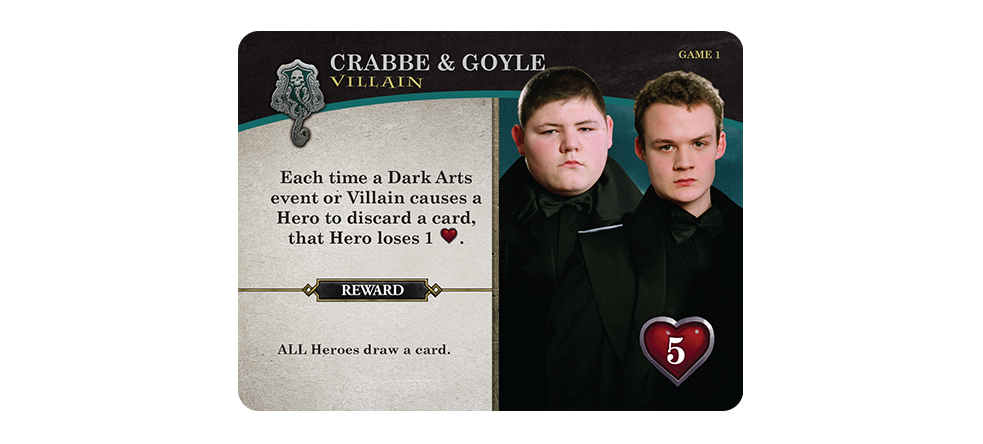 CRABBE & GOYLE
VILLAIN
GAME 1
Each time a Dark Arts
event or Villain causes a
Hero to discard a card,
that Hero loses 1 .
REWARD
ALL Heroes draw a card.
5